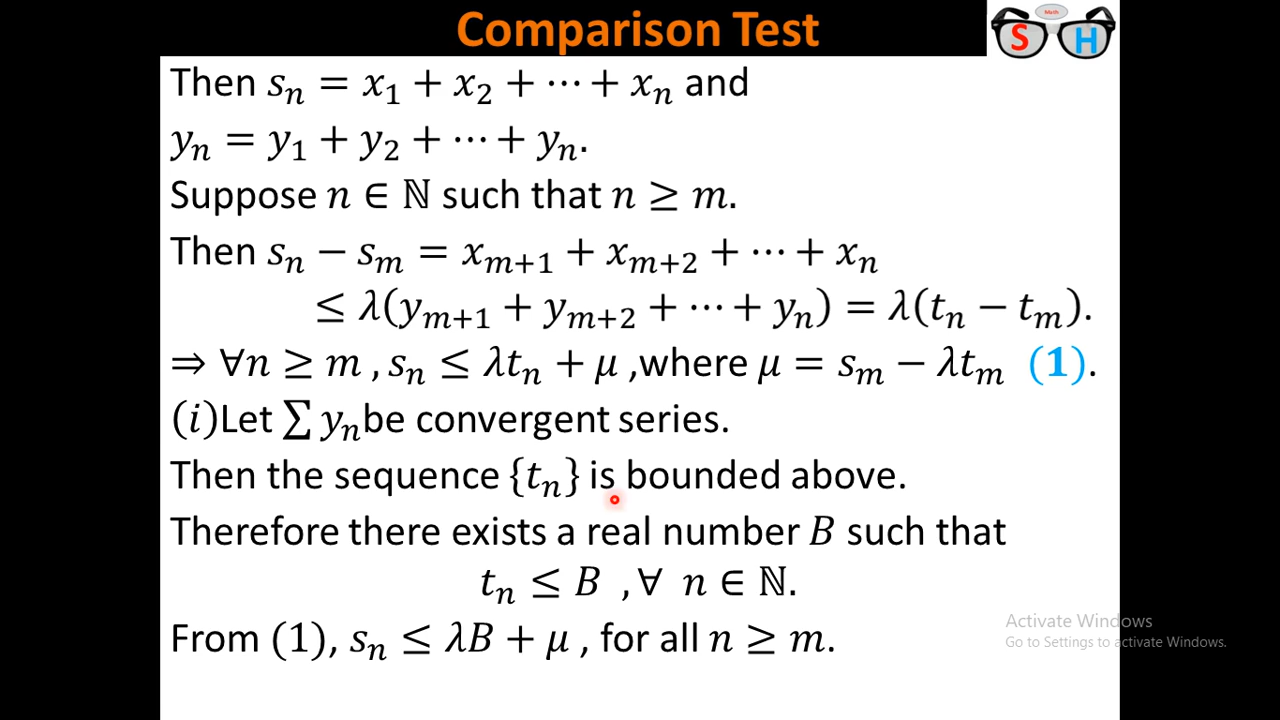 Comparison Test
Math
S H
Then sₙ = x₁ + x₂ + ⋯ + xₙ and
yₙ = y₁ + y₂ + ⋯ + yₙ.
Suppose n ∈ ℕ such that n ≥ m.
Then sₙ − sₘ = xₘ₊₁ + xₘ₊₂ + ⋯ + xₙ
≤ λ(yₘ₊₁ + yₘ₊₂ + ⋯ + yₙ) = λ(tₙ − tₘ).
⇒ ∀n ≥ m , sₙ ≤ λtₙ + μ ,where μ = sₘ − λtₘ (1).
(i)Let ∑ yₙ be convergent series.
Then the sequence {tₙ} is bounded above.
Therefore there exists a real number B such that
tₙ ≤ B , ∀ n ∈ ℕ.
From (1), sₙ ≤ λB + μ , for all n ≥ m.
Activate Windows
Go to Settings to activate Windows.